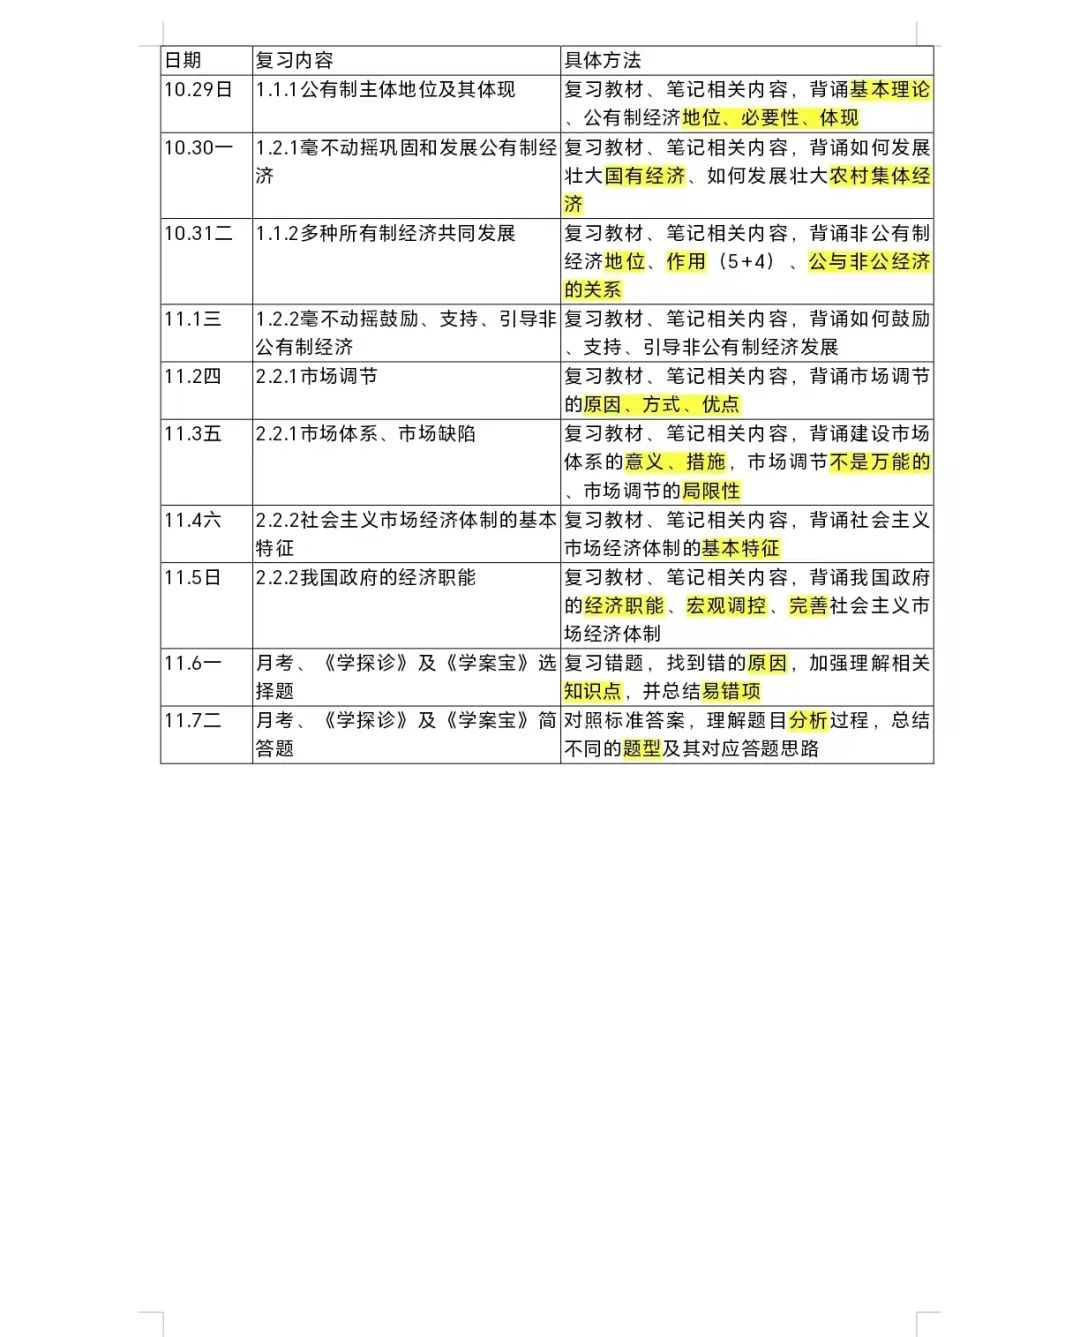 日期 复习内容 具体方法
10.29日 1.1.1公有制主体地位及其体现 复习教材、笔记相关内容，背诵基本理论
、公有制经济地位、必要性、体现
10.30一 1.2.1毫不动摇巩固和发展公有制经 复习教材、笔记相关内容，背诵如何发展
济 壮大国有经济、如何发展壮大农村集体经
济
10.31二 1.1.2多种所有制经济共同发展 复习教材、笔记相关内容，背诵非公有制
经济地位、作用（5+4）、公与非公经济
的关系
11.1三 1.2.2毫不动摇鼓励、支持、引导非 复习教材、笔记相关内容，背诵如何鼓励
公有制经济 、支持、引导非公有制经济发展
11.2四 2.2.1市场调节 复习教材、笔记相关内容，背诵市场调节
的原因、方式、优点
11.3五 2.2.1市场体系、市场缺陷 复习教材、笔记相关内容，背诵建设市场
体系的意义、措施，市场调节不是万能的
、市场调节的局限性
11.4六 2.2.2社会主义市场经济体制的基本 复习教材、笔记相关内容，背诵社会主义
特征 市场经济体制的基本特征
11.5日 2.2.2我国政府的经济职能 复习教材、笔记相关内容，背诵我国政府
的经济职能、宏观调控、完善社会主义市
场经济体制
11.6一 月考、《学探诊》及《学案宝》选 复习错题，找到错的原因，加强理解相关
择题 知识点，并总结易错项
11.7二 月考、《学探诊》及《学案宝》简 对照标准答案，理解题目分析过程，总结
答题 不同的题型及其对应答题思路